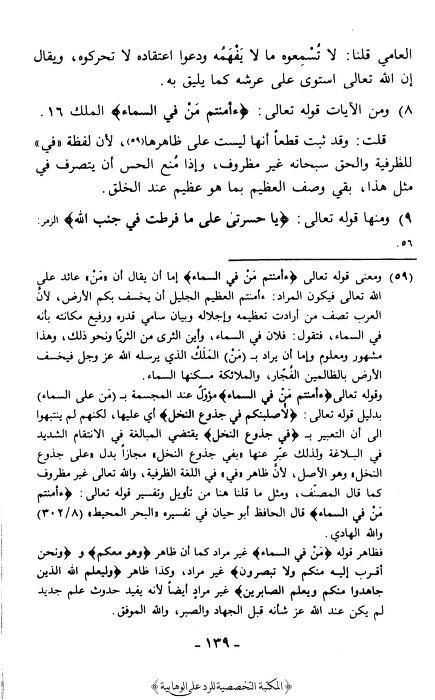 العامي قلنا: لا تُسْمِعوه ما لا يَفْهَمُه ودعوا اعتقاده لا تحركوه، ويقال
إن الله تعالى استوى على عرشه كما يليق به.
٨) ومن الآيات قوله تعالى: ﴿ءأمنتم مَنْ في السماء﴾ الملك ١٦.
قلت: وقد ثبت قطعاً أنها ليست على ظاهرها(٥٩)، لأن لفظة «في»
للظرفية والحق سبحانه غير مظروف، وإذا مُنع الحس أن يتصرف في
مثل هذا، بقي وصف العظيم بما هو عظيم عند الخلق.
٩) ومنها قوله تعالى: ﴿يا حسرتى على ما فرطت في جنب الله﴾ الزمر:
٥٦.
(٥٩) ومعنى قوله تعالى ﴿ءأمنتم مَنْ في السماء﴾ إما أن يقال أن «مَنْ» عائد على
الله تعالى فيكون المراد: ءأمنتم العظيم الجليل أن يخسف بكم الأرض، لأن
العرب تصف من أرادت تعظيمه وإجلاله وبيان سامي قدره ورفيع مكانته بأنه
في السماء، فتقول: فلان في السماء، وأين الثرى من الثريّا ونحو ذلك، وهذا
مشهور ومعلوم وإما أن يراد بـ (مَنْ) المَلَكُ الذي يرسله الله عز وجل فيخسف
الأرض بالظالمين الفُجّار، والملائكة مسكنها السماء.
وقوله تعالى ﴿ءأمنتم مَنْ في السماء﴾ مؤوّلٌ عند المجسمة بـ (مَن على السماء)
بدليل قوله تعالى: ﴿لأصلبنكم في جذوع النخل﴾ أي عليها، لكنهم لم ينتبهوا
الى أن التعبير بـ ﴿في جذوع النخل﴾ يقتضي المبالغة في الانتقام الشديد
في البلاغة ولذلك عبّر عنها «بفي جذوع النخل» مجازاً بدل «على جذوع
النخل» وهو الأصل، لأن ظاهر «في» في اللغة الظرفية، والله تعالى غير مظروف
كما قال المصنّف، ومثل ما قلنا هنا من تأويل وتفسير قوله تعالى: ﴿ءأمنتم
مَنْ في السماء﴾ قال الحافظ أبو حيان في تفسيره «البحر المحيط» (٣٠٢/٨)
والله الهادي.
فظاهر قوله ﴿مَنْ في السماء﴾ غير مراد كما أن ظاهر ﴿وهو معكم﴾ و ﴿ونحن
أقرب إليه منكم ولا تبصرون﴾ غير مراد، وكذا ظاهر ﴿وليعلم الله الذين
جاهدوا منكم ويعلم الصابرين﴾ غير مرادٍ أيضاً لأنه يفيد حدوث علم جديد
لم يكن عند الله عز شأنه قبل الجهاد والصبر، والله الموفق.
- ١٣٩ -
﴿المكتبة التخصصية للرد على الوهابية﴾